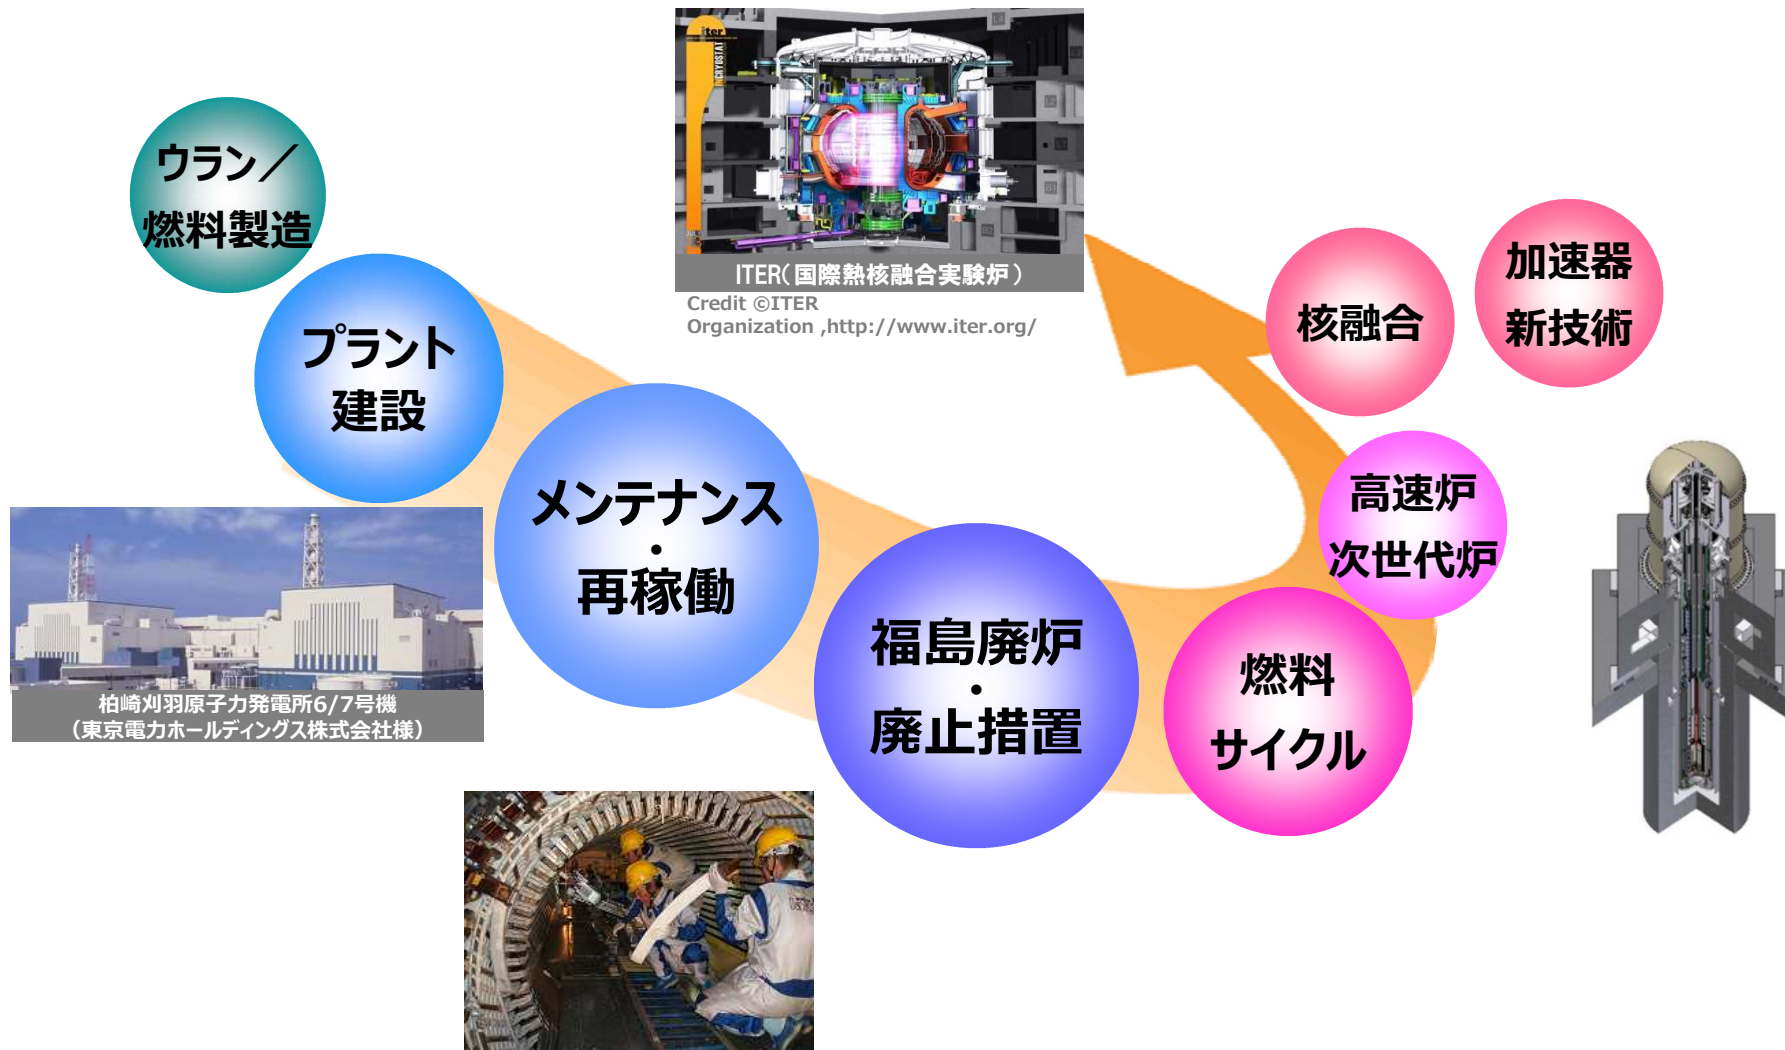 iter
CRYOSTAT
ITER(国際熱核融合実験炉)
Credit ©ITER
Organization ,http://www.iter.org/
ウラン／
燃料製造
プラント
建設
メンテナンス
・
再稼働
福島廃炉
・
廃止措置
燃料
サイクル
高速炉
次世代炉
核融合
加速器
新技術
柏崎刈羽原子力発電所6/7号機
（東京電力ホールディングス株式会社様）